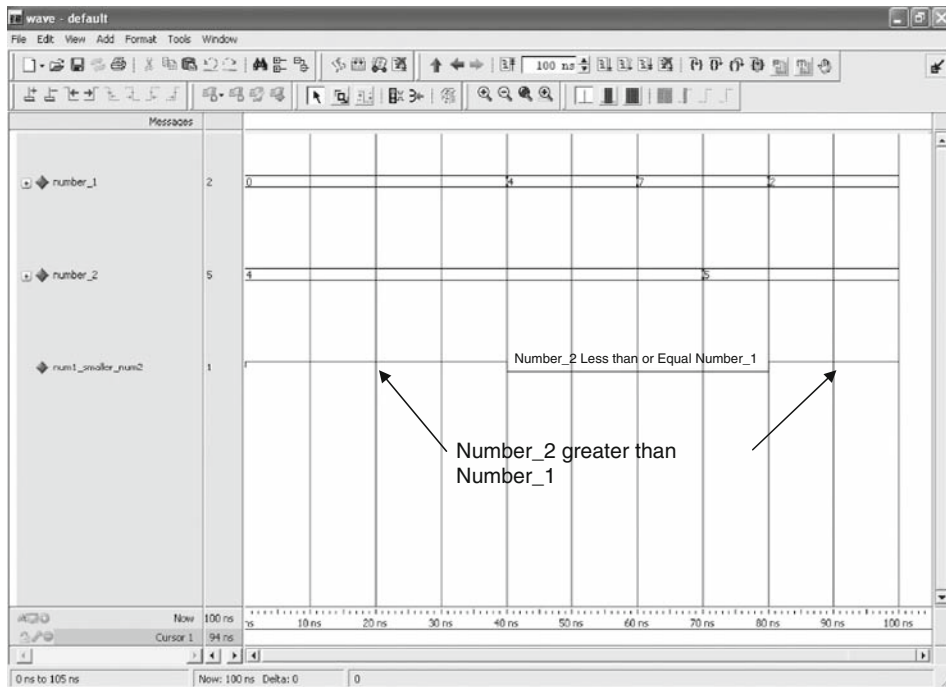 wave - default
File Edit View Add Format Tools Window
100 ns
Messages
number_1 2 0 4 7 2
number_2 5 4 5
num1_smaller_num2 1 Number_2 Less than or Equal Number_1
Number_2 greater than
Number_1
Now 100 ns ns 10 ns 20 ns 30 ns 40 ns 50 ns 60 ns 70 ns 80 ns 90 ns 100 ns
Cursor 1 94 ns
0 ns to 105 ns Now: 100 ns Delta: 0 0